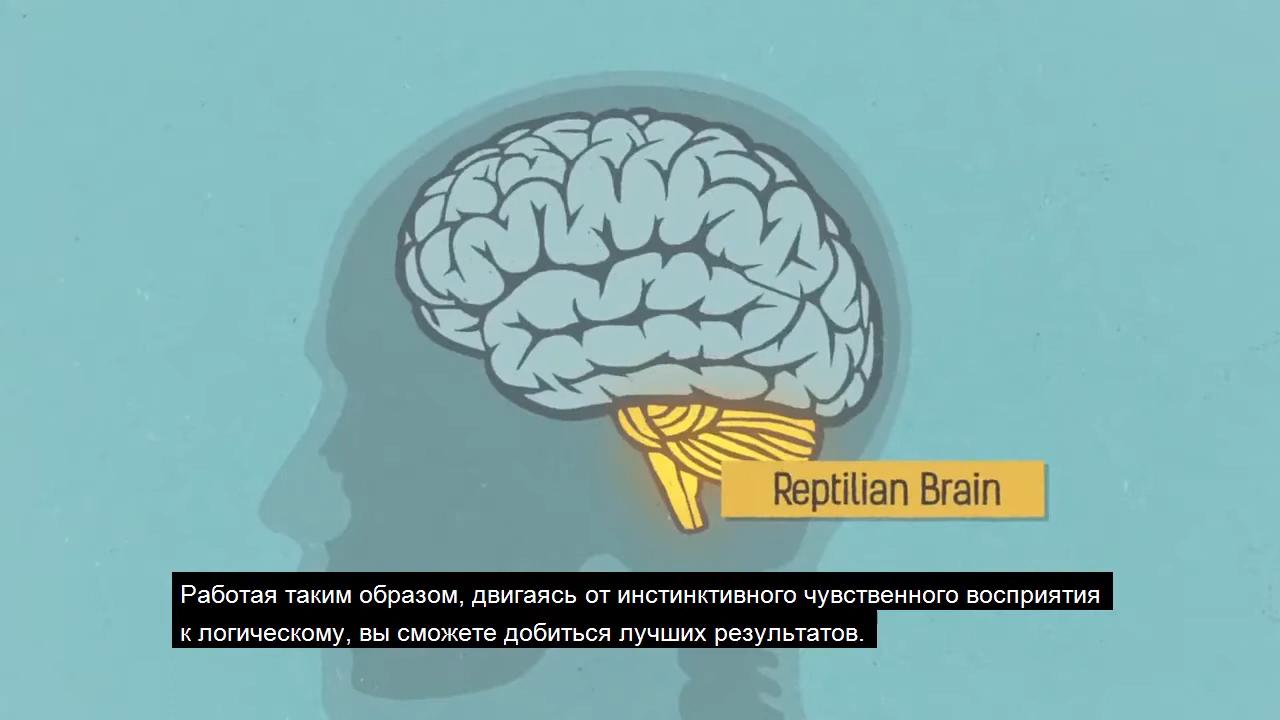 Reptilian Brain
Работая таким образом, двигаясь от инстинктивного чувственного восприятия
к логическому, вы сможете добиться лучших результатов.